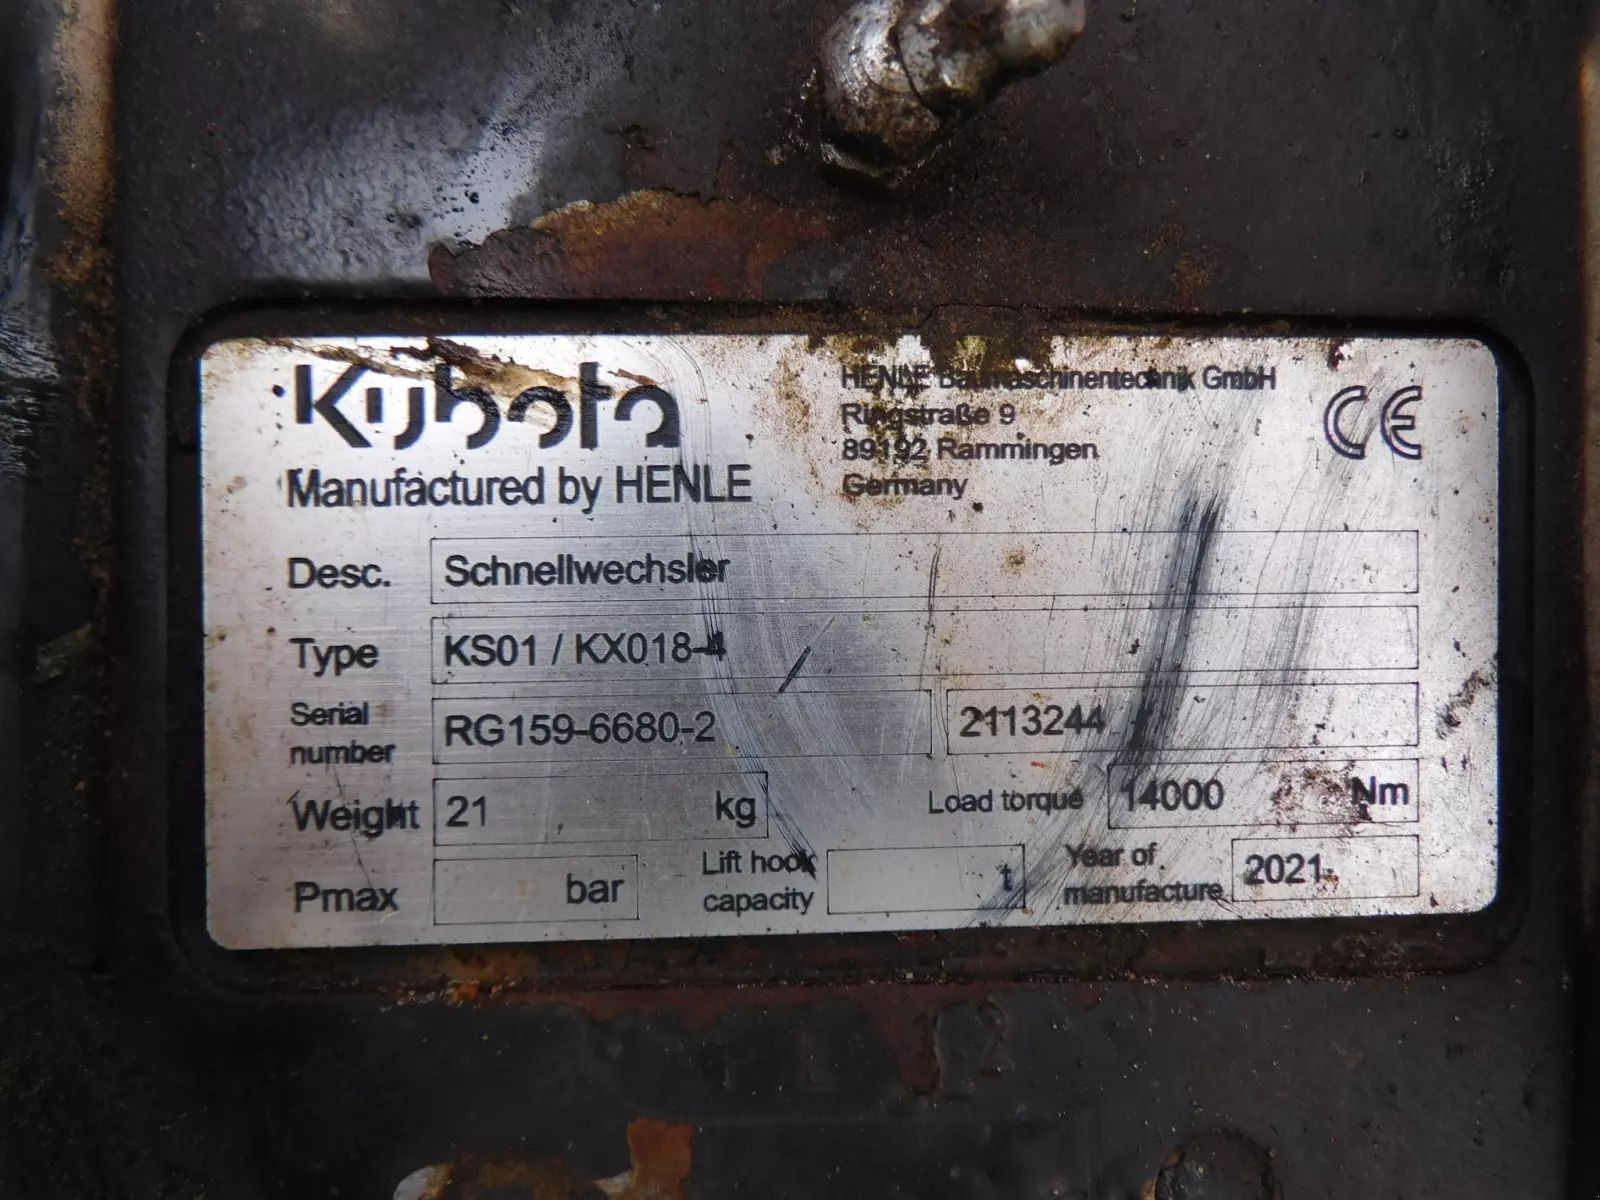 Kubota
Manufactured by HENLE
HENLE Baumaschinentechnik GmbH
Ringstraße 9
89192 Rammingen
Germany
CE
Desc. Schnellwechsler
Type KS01 / KX018-4
Serial number RG159-6680-2 2113244
Weight 21 kg Load torque 14000 Nm
Pmax bar Lift hook capacity t Year of manufacture 2021